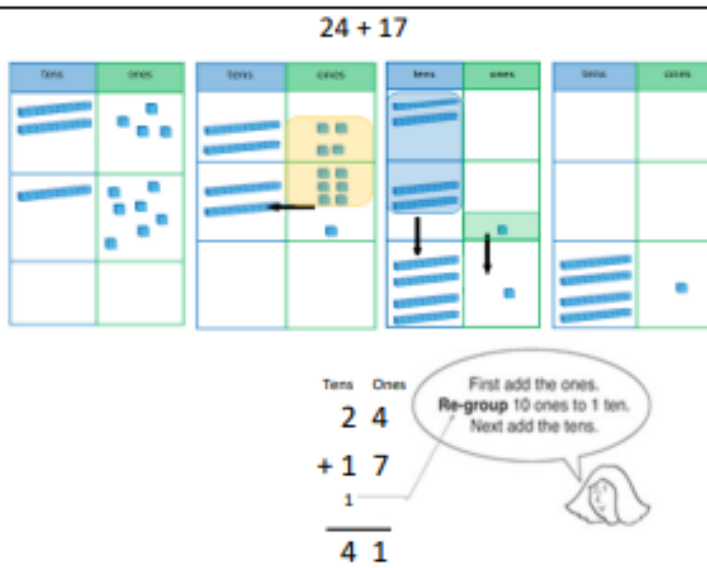 24 + 17
tens ones
tens ones
tens ones
tens ones
Tens Ones
2 4
+ 1 7
1
4 1
First add the ones.
Re-group 10 ones to 1 ten.
Next add the tens.